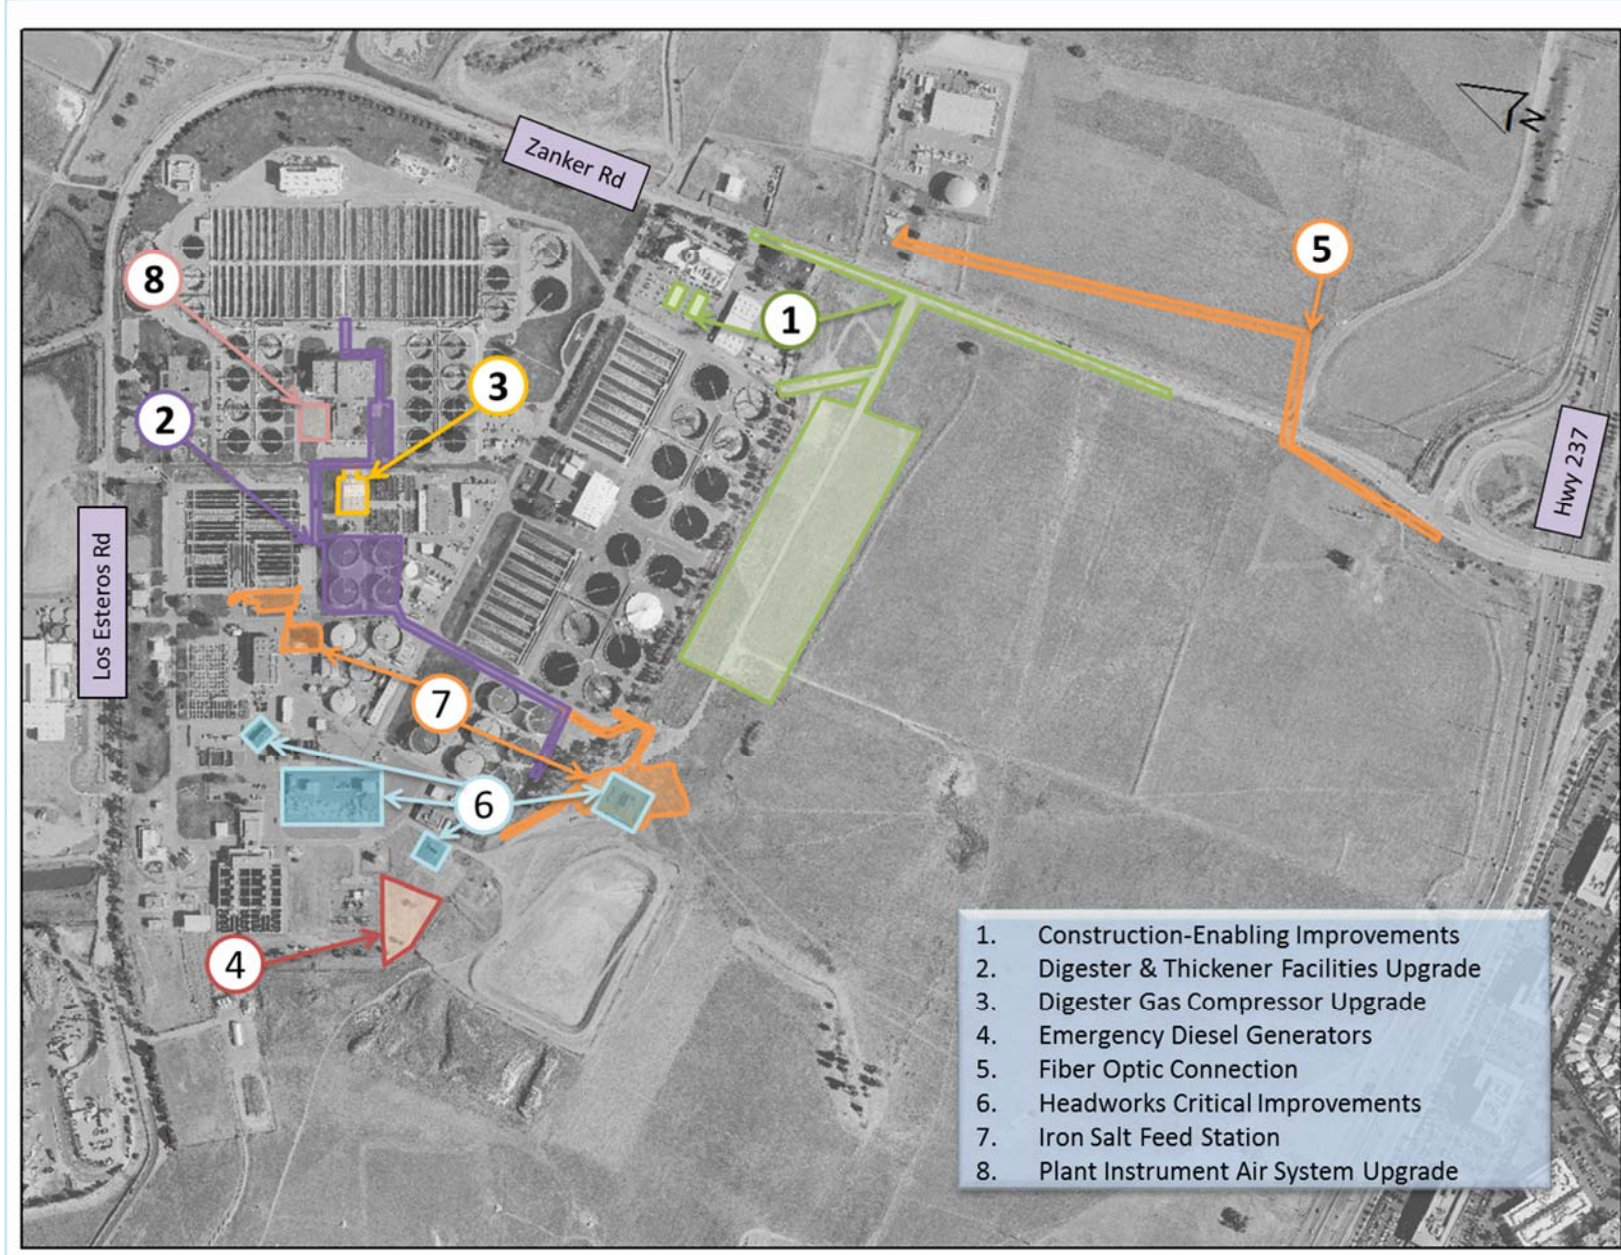 Zanker Rd
N
8
5
1
3
2
Hwy 237
Los Esteros Rd
7
6
4
1. Construction-Enabling Improvements
2. Digester & Thickener Facilities Upgrade
3. Digester Gas Compressor Upgrade
4. Emergency Diesel Generators
5. Fiber Optic Connection
6. Headworks Critical Improvements
7. Iron Salt Feed Station
8. Plant Instrument Air System Upgrade